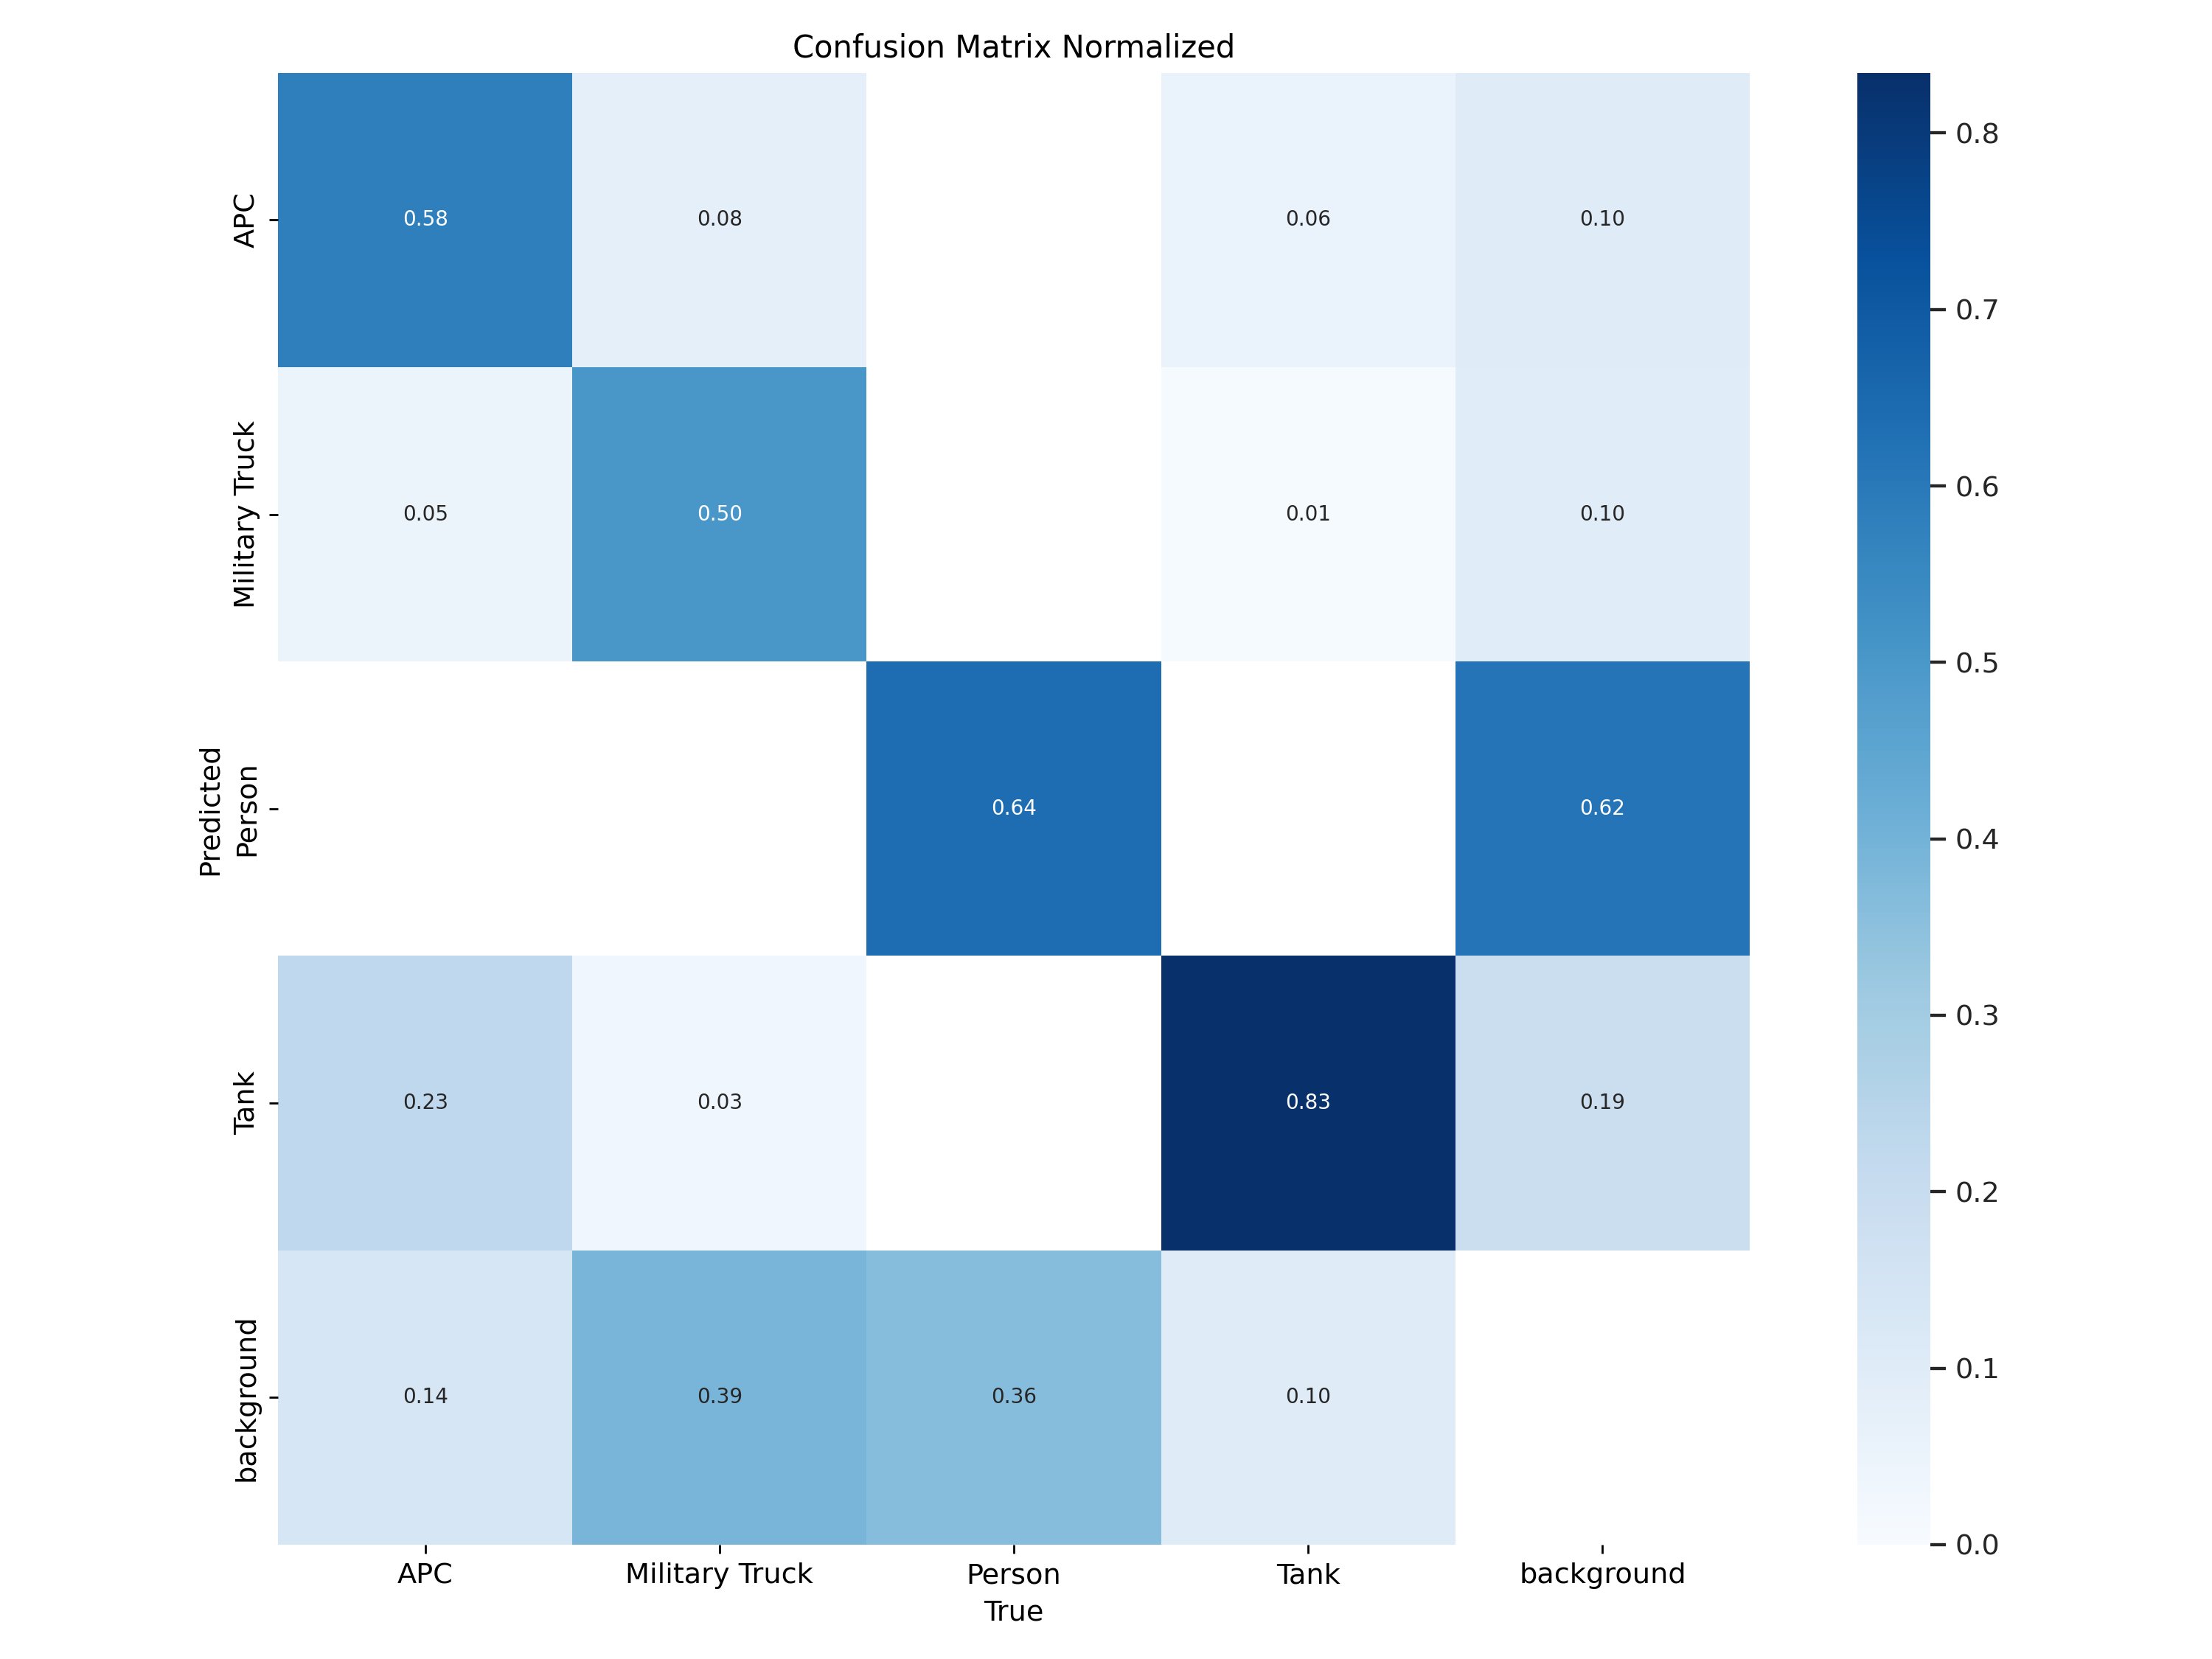 Confusion Matrix Normalized
APC
0.58
0.08
0.06
0.10
Military Truck
0.05
0.50
0.01
0.10
Predicted
Person
0.64
0.62
Tank
0.23
0.03
0.83
0.19
background
0.14
0.39
0.36
0.10
APC
Military Truck
Person
Tank
background
True
0.8
0.7
0.6
0.5
0.4
0.3
0.2
0.1
0.0